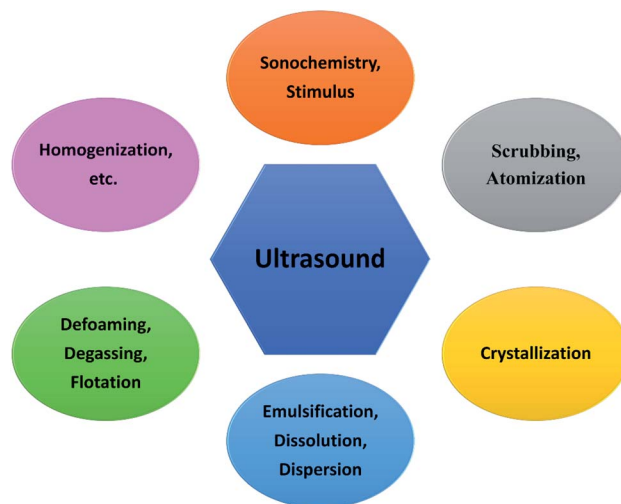 Sonochemistry,
Stimulus
Homogenization,
etc.
Scrubbing,
Atomization
Ultrasound
Defoaming,
Degassing,
Flotation
Crystallization
Emulsification,
Dissolution,
Dispersion